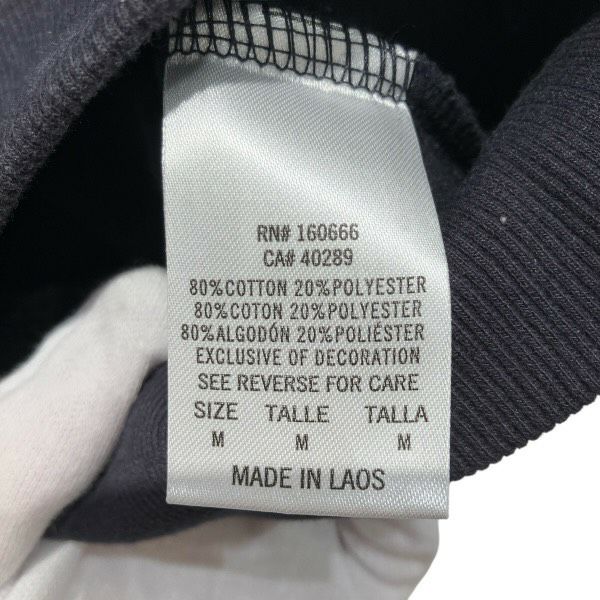 RN# 160666
CA# 40289
80%COTTON 20%POLYESTER
80%COTON 20%POLYESTER
80%ALGODÓN 20%POLIÉSTER
EXCLUSIVE OF DECORATION
SEE REVERSE FOR CARE
SIZE TALLE TALLA
M M M
MADE IN LAOS